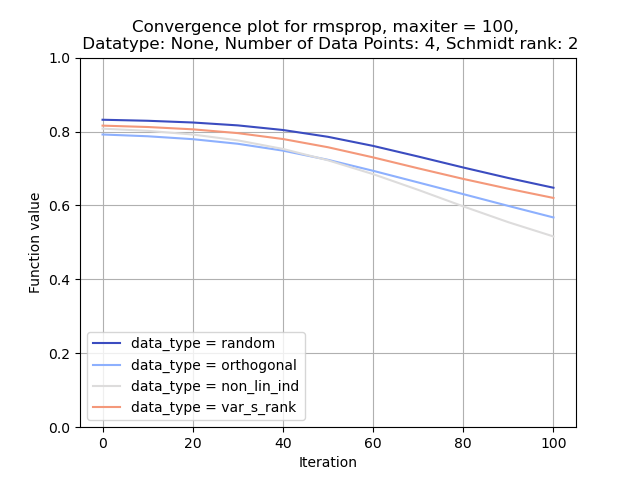 Convergence plot for rmsprop, maxiter = 100,
Datatype: None, Number of Data Points: 4, Schmidt rank: 2
Function value
1.0
0.8
0.6
0.4
0.2
0.0
data_type = random
data_type = orthogonal
data_type = non_lin_ind
data_type = var_s_rank
0 20 40 60 80 100
Iteration